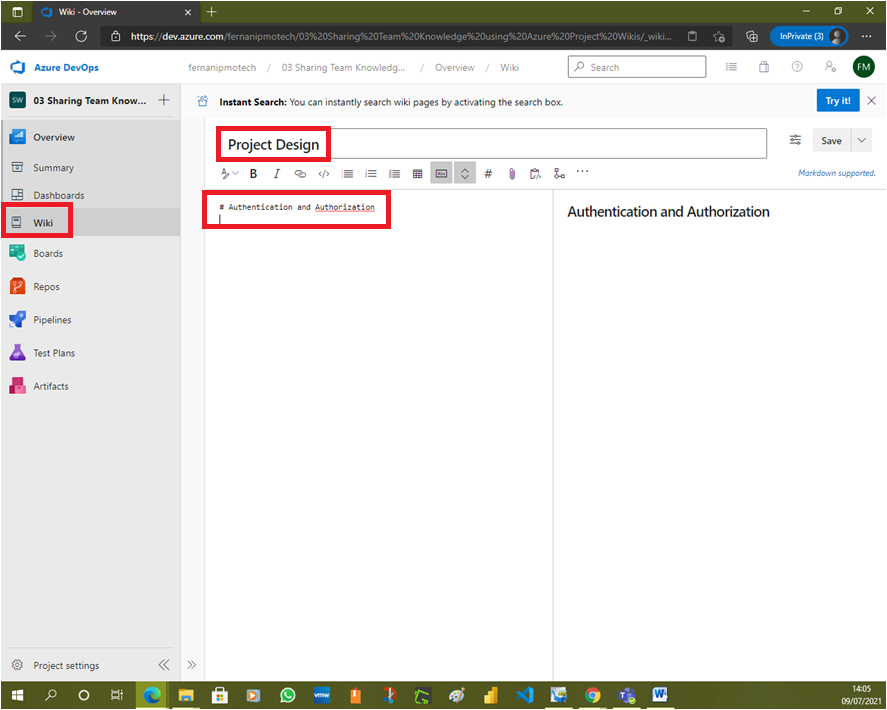 Wiki - Overview
https://dev.azure.com/fernanipmotech/03%20Sharing%20Team%20Knowledge%20using%20Azure%20Project%20Wikis/_wiki...
InPrivate (3)
Azure DevOps
fernanipmotech / 03 Sharing Team Knowledg... / Overview / Wiki
Search
FM
SW 03 Sharing Team Know...
Instant Search: You can instantly search wiki pages by activating the search box.
Try it!
Overview
Summary
Dashboards
Wiki
Boards
Repos
Pipelines
Test Plans
Artifacts
Project settings
Project Design
Save
B I </> Abc # ...
Markdown supported.
# Authentication and Authorization
Authentication and Authorization
vmw
14:05
09/07/2021